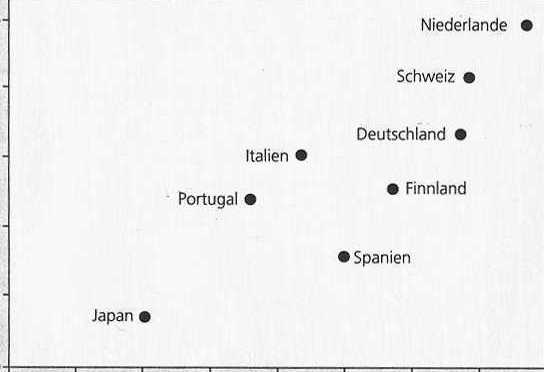 Niederlande
Schweiz
Deutschland
Italien
Finnland
Portugal
Spanien
Japan